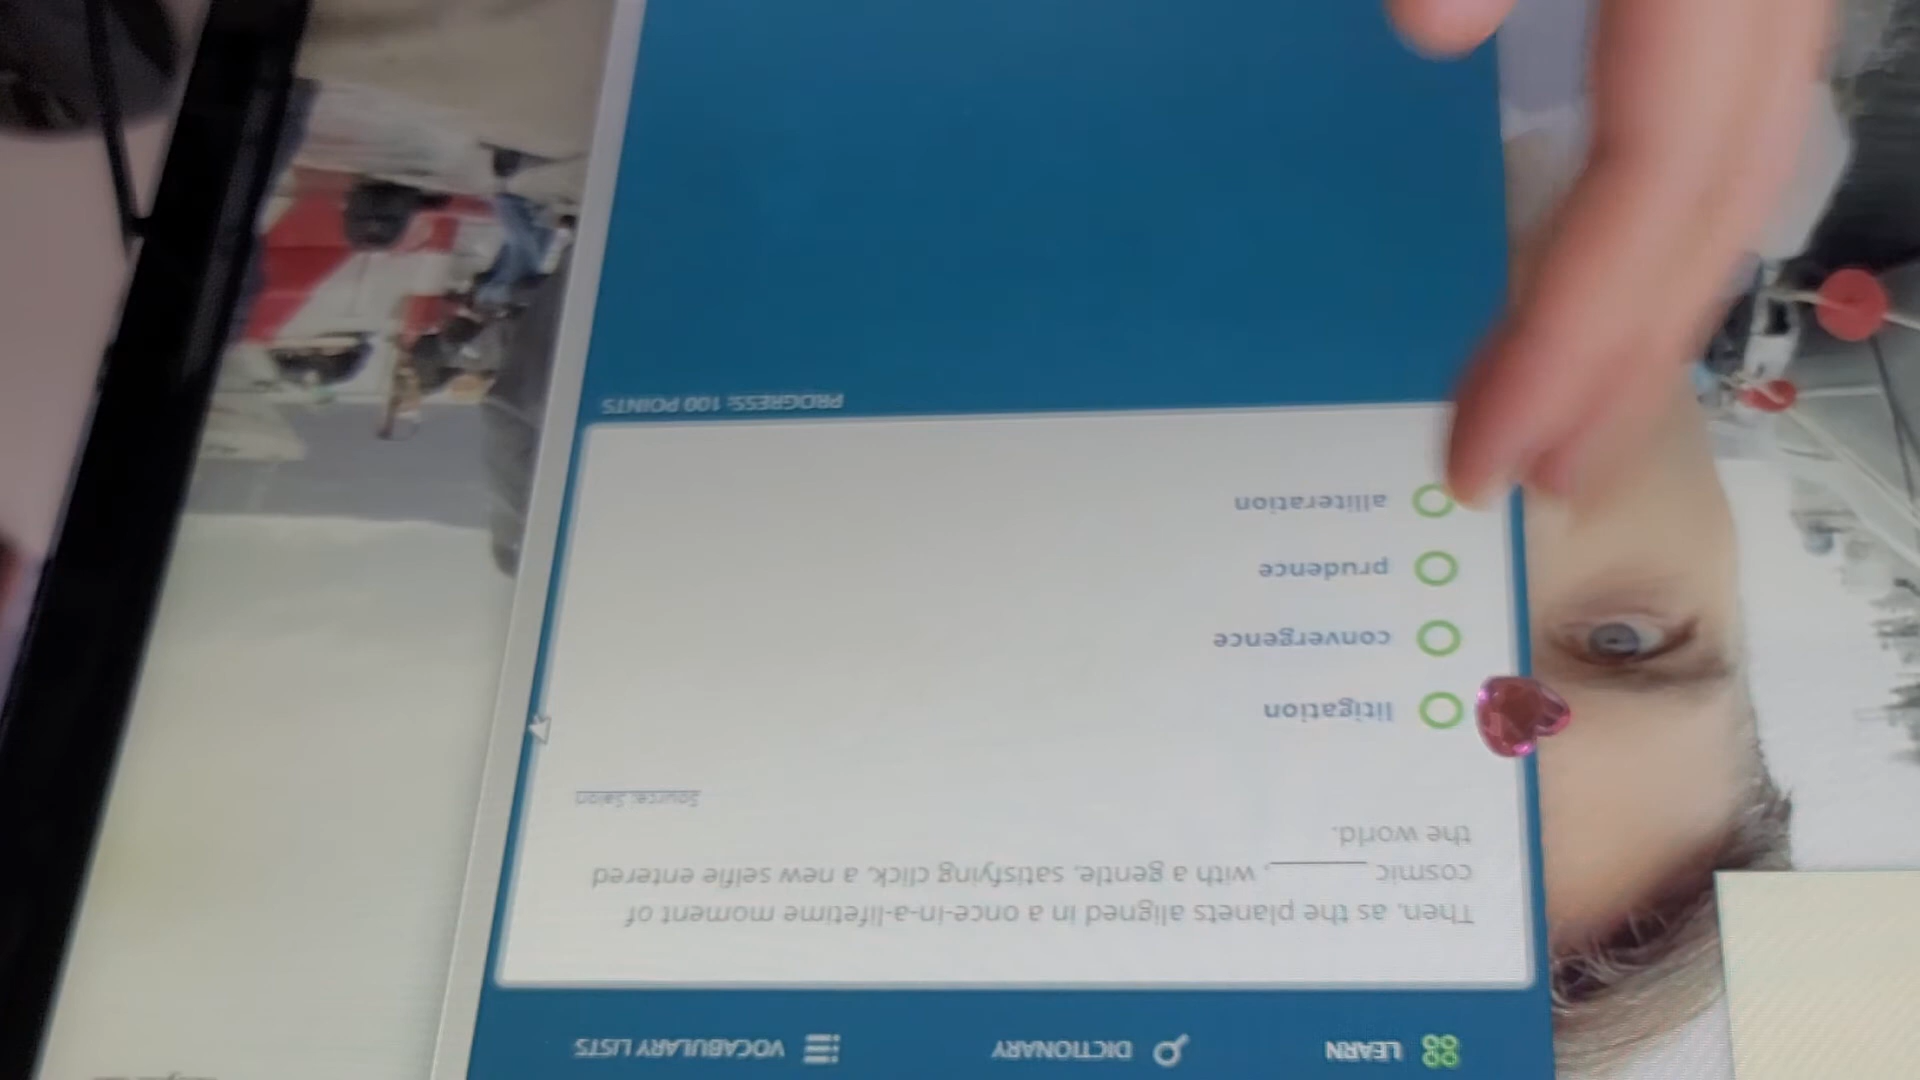 LEARN
DICTIONARY
VOCABULARY LISTS
Then, as the planets aligned in a once-in-a-lifetime moment of
cosmic ________, with a gentle, satisfying click, a new selfie entered
the world.
Source: Salon
litigation
convergence
prudence
alliteration
PROGRESS: 100 POINTS